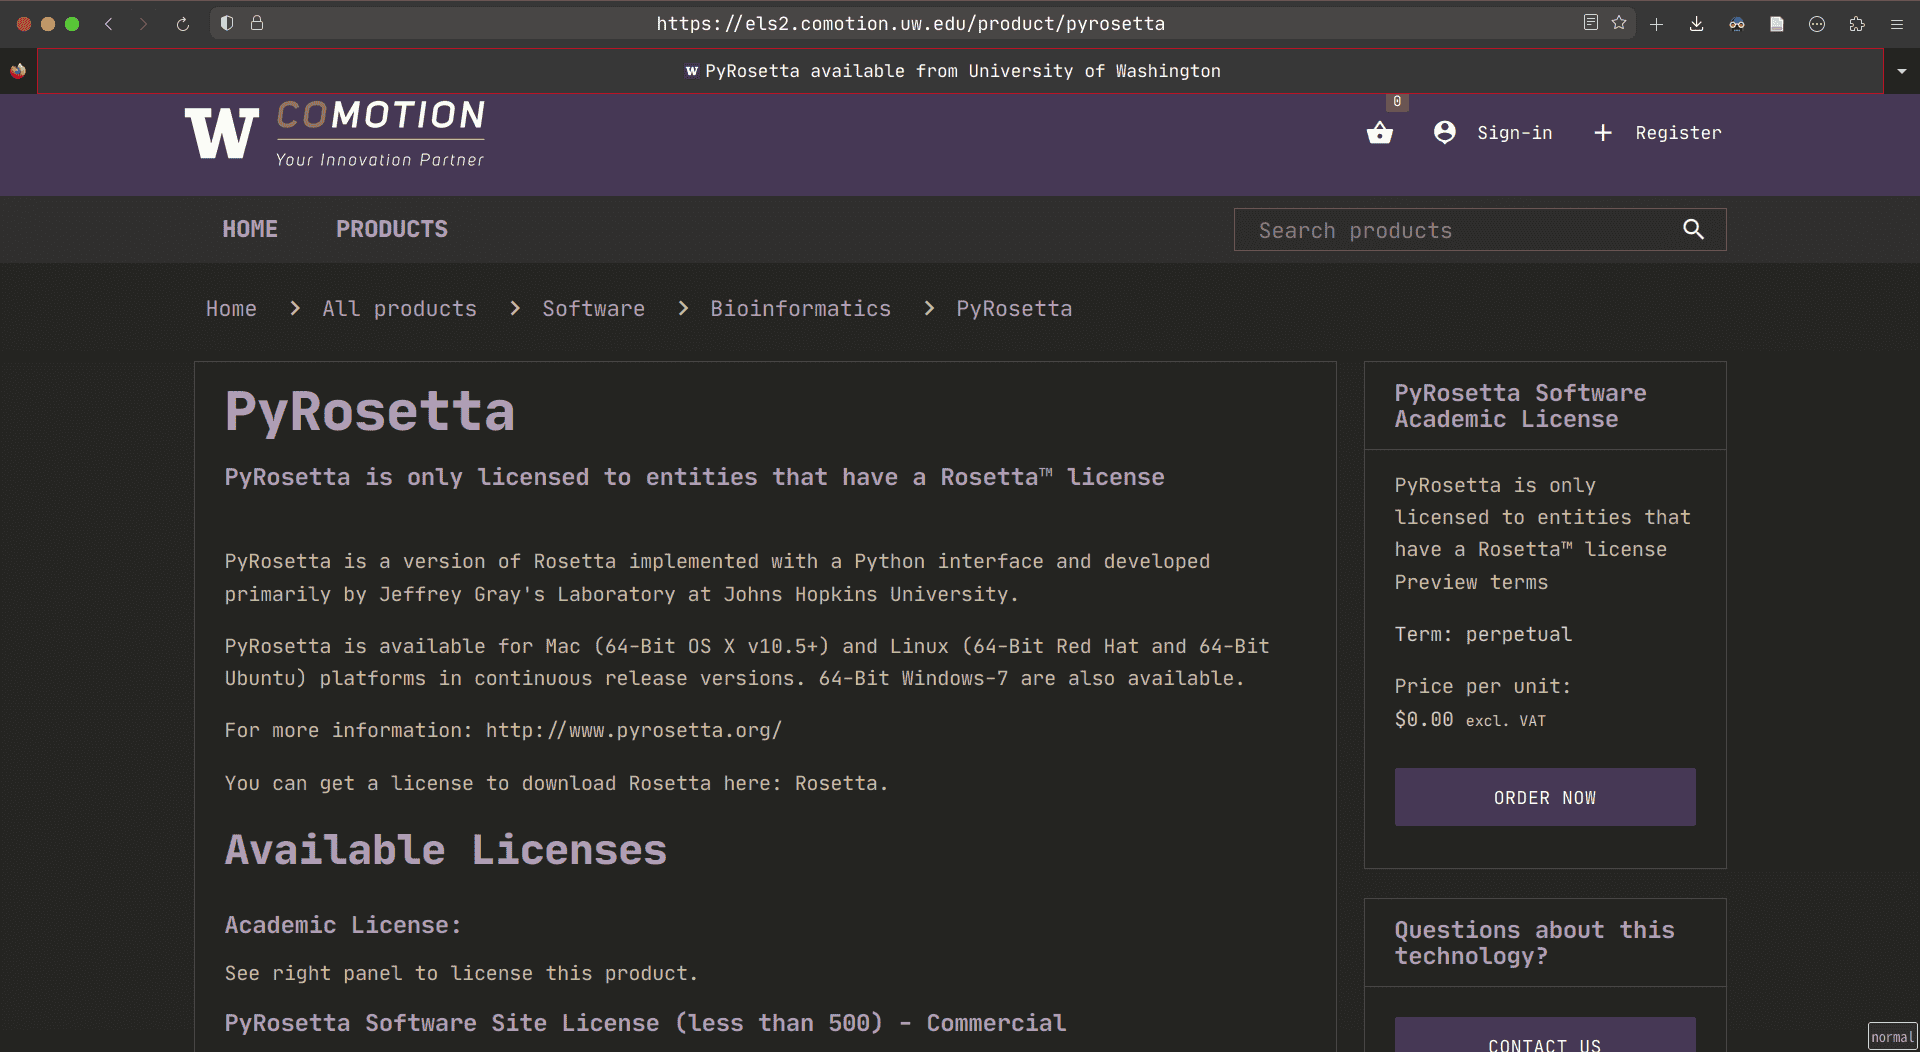 https://els2.comotion.uw.edu/product/pyrosetta
W PyRosetta available from University of Washington
W COMOTION
Your Innovation Partner
0
Sign-in
Register
HOME
PRODUCTS
Search products
Home > All products > Software > Bioinformatics > PyRosetta
PyRosetta
PyRosetta is only licensed to entities that have a Rosetta™ license
PyRosetta is a version of Rosetta implemented with a Python interface and developed
primarily by Jeffrey Gray's Laboratory at Johns Hopkins University.
PyRosetta is available for Mac (64-Bit OS X v10.5+) and Linux (64-Bit Red Hat and 64-Bit
Ubuntu) platforms in continuous release versions. 64-Bit Windows-7 are also available.
For more information: http://www.pyrosetta.org/
You can get a license to download Rosetta here: Rosetta.
Available Licenses
Academic License:
See right panel to license this product.
PyRosetta Software Site License (less than 500) - Commercial
PyRosetta Software
Academic License
PyRosetta is only
licensed to entities that
have a Rosetta™ license
Preview terms
Term: perpetual
Price per unit:
$0.00 excl. VAT
ORDER NOW
Questions about this
technology?
CONTACT US
normal